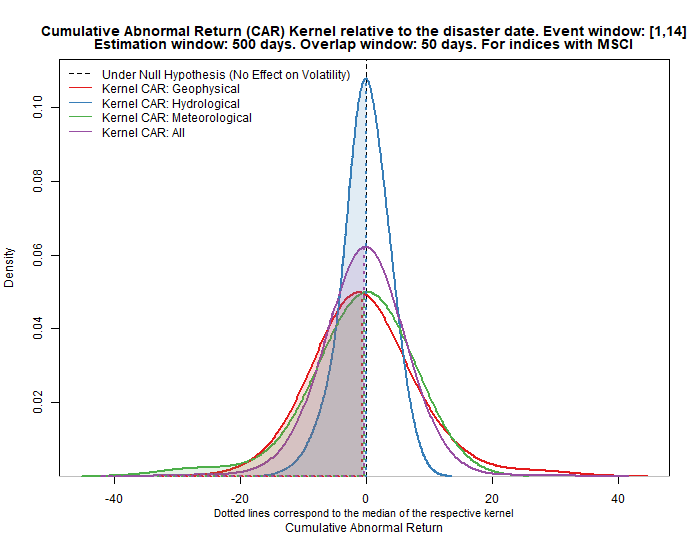 Cumulative Abnormal Return (CAR) Kernel relative to the disaster date. Event window: [1,14]
Estimation window: 500 days. Overlap window: 50 days. For indices with MSCI
Under Null Hypothesis (No Effect on Volatility)
Kernel CAR: Geophysical
Kernel CAR: Hydrological
Kernel CAR: Meteorological
Kernel CAR: All
Density
0.10
0.08
0.06
0.04
0.02
-40 -20 0 20 40
Dotted lines correspond to the median of the respective kernel
Cumulative Abnormal Return